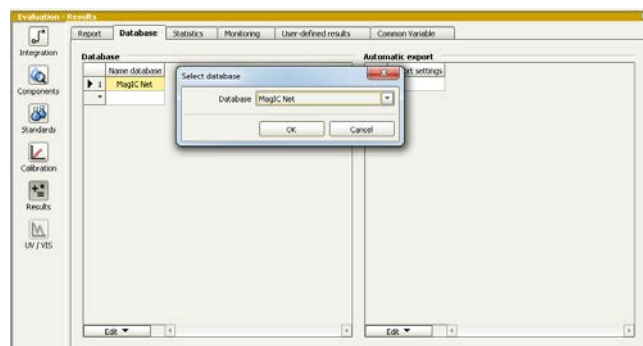 Evaluation - Results
Report Database Statistics Monitoring User-defined results Common Variable
Integration
Components
Standards
Calibration
Results
UV / VIS
Database
Name database
1 MagIC Net
*
Automatic export
rt settings
Select database
Database MagIC Net
OK Cancel
Edit
Edit